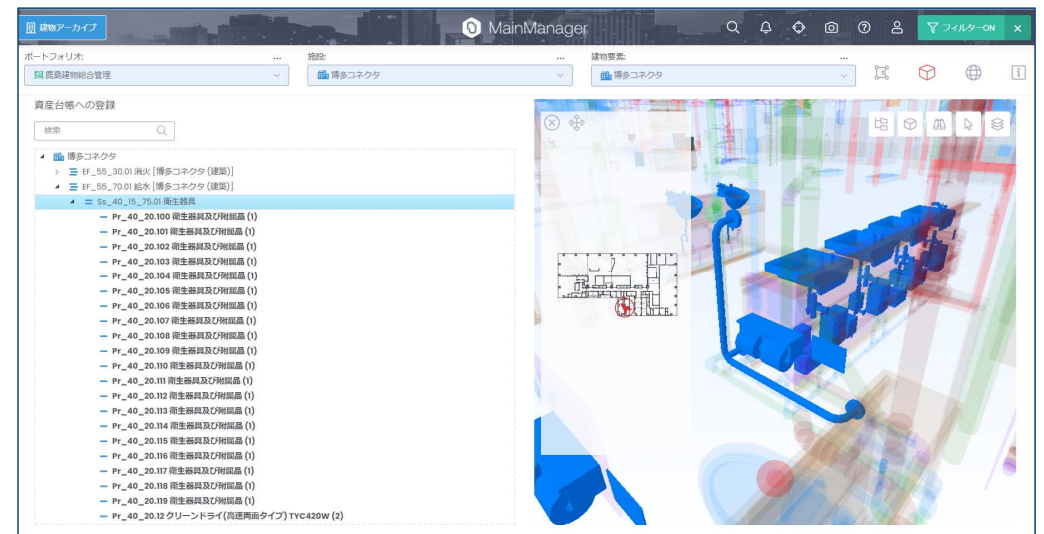 建物アーカイブ
MainManager
フィルターON
ポートフォリオ:
...
施設:
...
建物要素:
...
鹿島建物総合管理
博多コネクタ
博多コネクタ
資産台帳への登録
検索
博多コネクタ
EF_55_30.01 消火 [博多コネクタ (建築)]
EF_55_70.01 給水 [博多コネクタ (建築)]
Ss_40_15_75.01 衛生器具
Pr_40_20.100 衛生器具及び附属品 (1)
Pr_40_20.101 衛生器具及び附属品 (1)
Pr_40_20.102 衛生器具及び附属品 (1)
Pr_40_20.103 衛生器具及び附属品 (1)
Pr_40_20.104 衛生器具及び附属品 (1)
Pr_40_20.105 衛生器具及び附属品 (1)
Pr_40_20.106 衛生器具及び附属品 (1)
Pr_40_20.107 衛生器具及び附属品 (1)
Pr_40_20.108 衛生器具及び附属品 (1)
Pr_40_20.109 衛生器具及び附属品 (1)
Pr_40_20.110 衛生器具及び附属品 (1)
Pr_40_20.111 衛生器具及び附属品 (1)
Pr_40_20.112 衛生器具及び附属品 (1)
Pr_40_20.113 衛生器具及び附属品 (1)
Pr_40_20.114 衛生器具及び附属品 (1)
Pr_40_20.115 衛生器具及び附属品 (1)
Pr_40_20.116 衛生器具及び附属品 (1)
Pr_40_20.117 衛生器具及び附属品 (1)
Pr_40_20.118 衛生器具及び附属品 (1)
Pr_40_20.119 衛生器具及び附属品 (1)
Pr_40_20.12 クリーンドライ(高速両面タイプ) TYC420W (2)